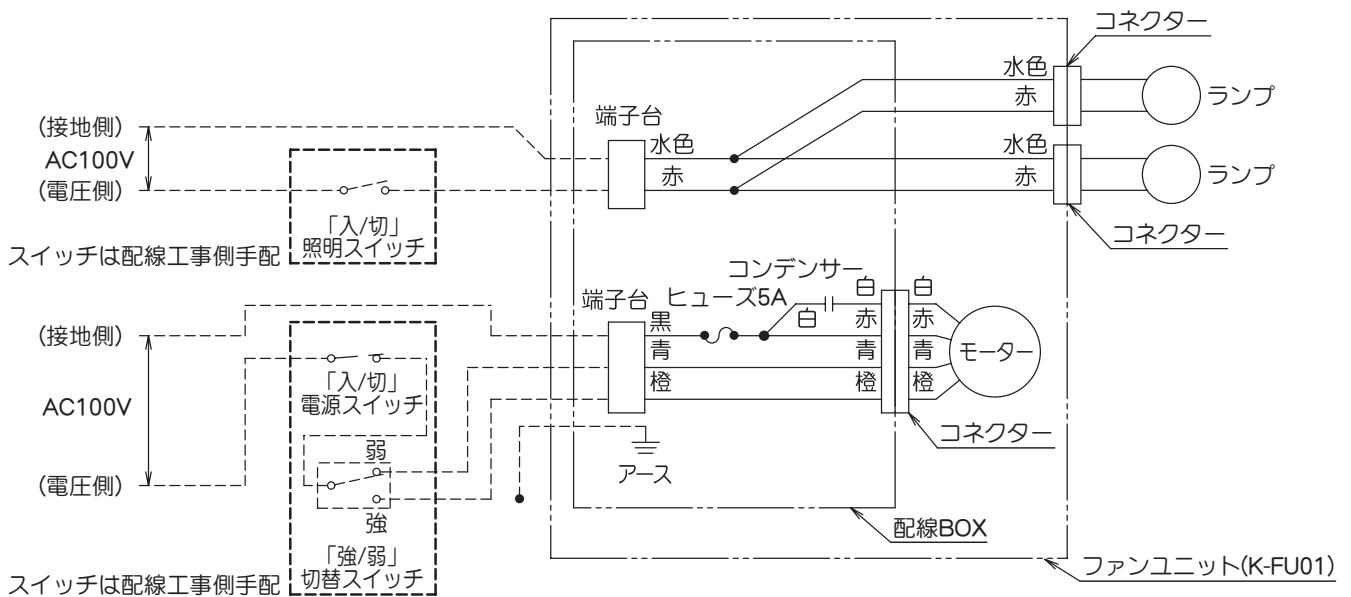 コネクター
水色
赤
ランプ
(接地側)
AC100V
(電圧側)
端子台
水色
赤
水色
赤
ランプ
コネクター
「入/切」
照明スイッチ
スイッチは配線工事側手配
コンデンサー
端子台
ヒューズ5A
白
白
黒
白
赤
赤
青
青
青
橙
橙
橙
モーター
(接地側)
AC100V
(電圧側)
「入/切」
電源スイッチ
弱
強
「強/弱」
切替スイッチ
スイッチは配線工事側手配
アース
コネクター
配線BOX
ファンユニット(K-FU01)